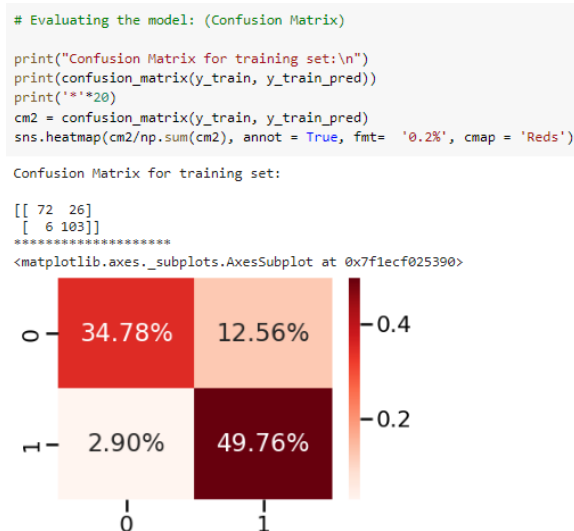 # Evaluating the model: (Confusion Matrix)
print("Confusion Matrix for training set:\n")
print(confusion_matrix(y_train, y_train_pred))
print('*'*20)
cm2 = confusion_matrix(y_train, y_train_pred)
sns.heatmap(cm2/np.sum(cm2), annot = True, fmt=  '0.2%', cmap = 'Reds')
Confusion Matrix for training set:
[[ 72  26]
 [  6 103]]
********************
<matplotlib.axes._subplots.AxesSubplot at 0x7f1ecf025390>
0 34.78% 12.56% 0.4
0.2
1 2.90% 49.76%
0 1